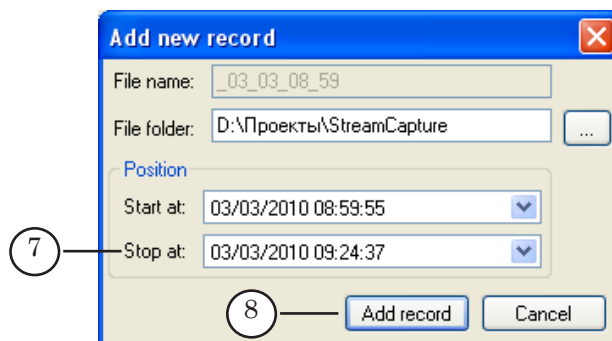 Add new record
File name: _03_03_08_59
File folder: D:\Проекты\StreamCapture ...
Position
Start at: 03/03/2010 08:59:55
7 Stop at: 03/03/2010 09:24:37
8 Add record Cancel